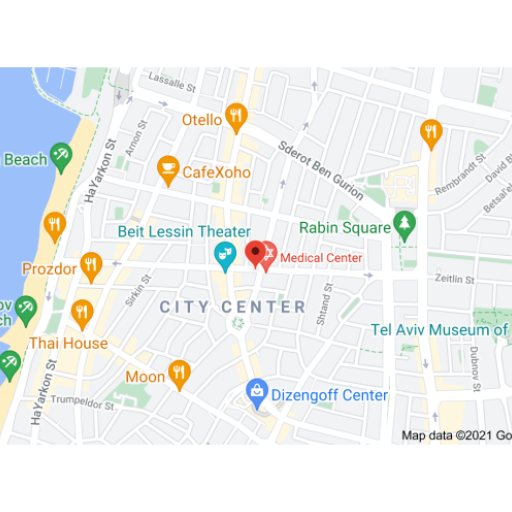 Lassalle St
Otello
Arnon St
Sderot Ben Gurion
Beach
CafeXoho
HaYarkon St
Rembrandt St
David B
Betsal'e
Beit Lessin Theater
Rabin Square
Medical Center
Prozdor
Sirkin St
Zeitlin St
ov
ch
CITY CENTER
Shtand St
Tel Aviv Museum of
Thai House
Moon
Dubnov St
HaYarkon St
Trumpeldor St
Dizengoff Center
Map data ©2021 Go